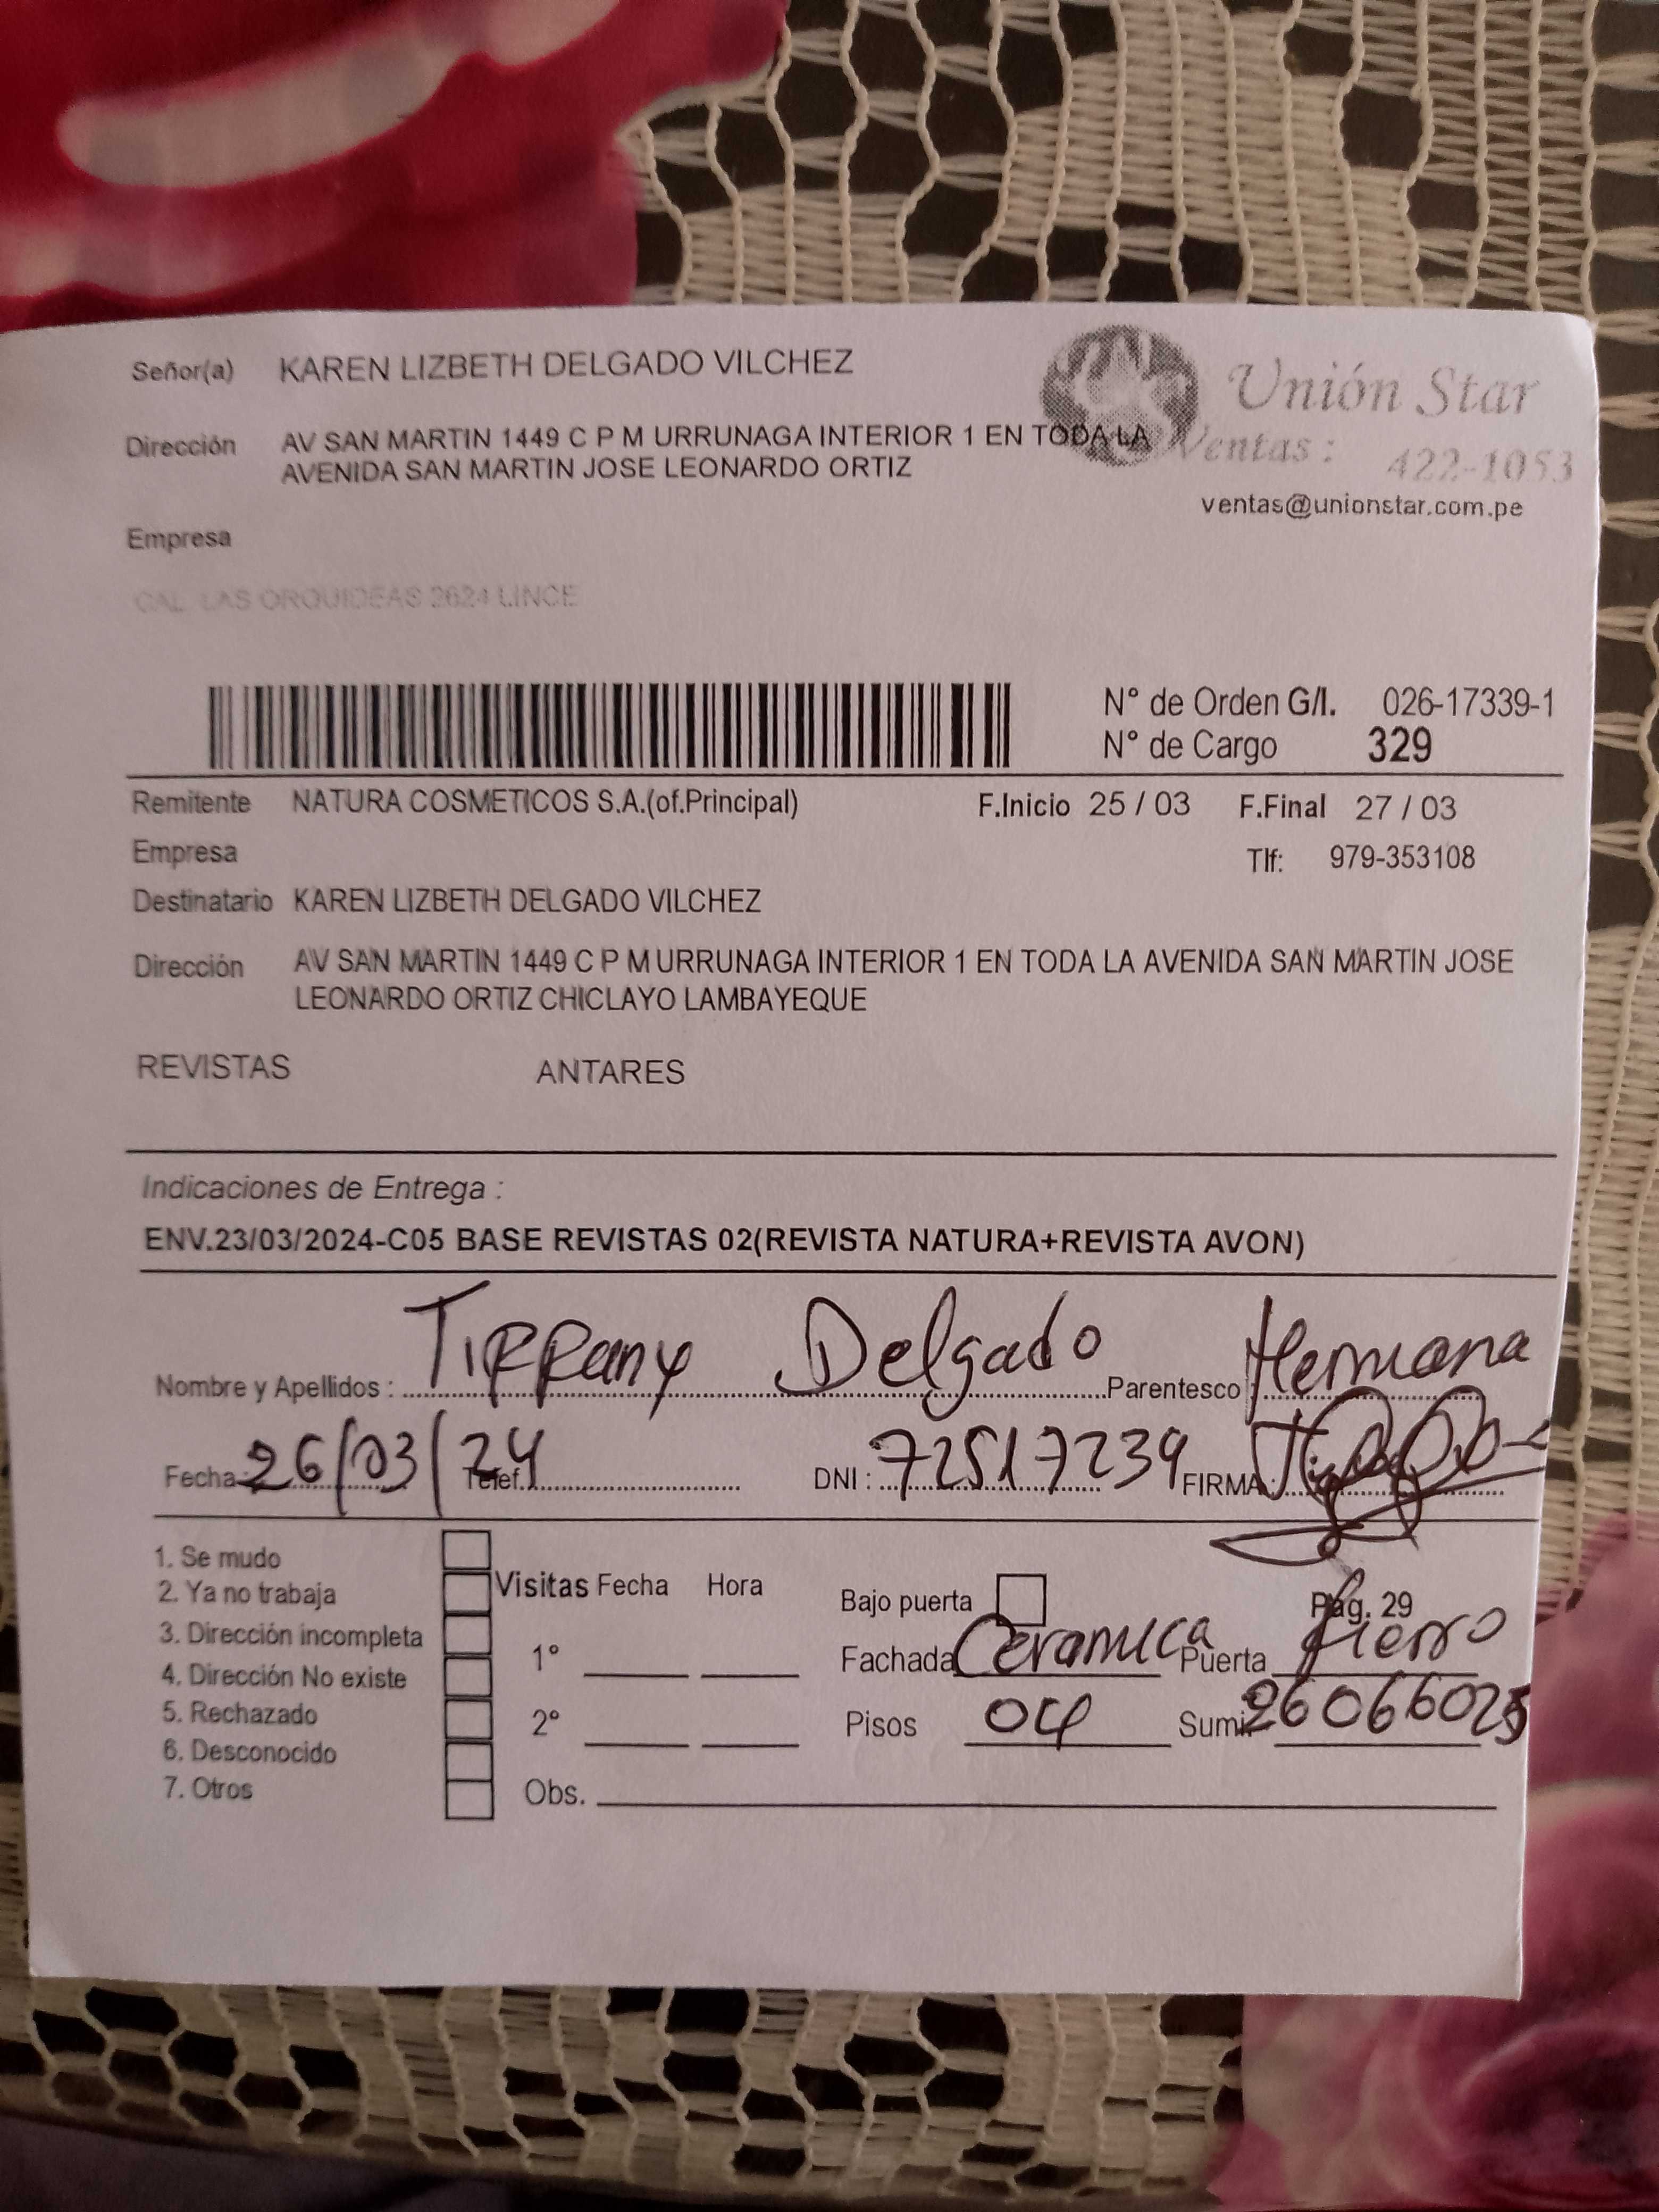 Señor(a) KAREN LIZBETH DELGADO VILCHEZ
Unión Star
Dirección AV SAN MARTIN 1449 C P M URRUNAGA INTERIOR 1 EN TODA LA
AVENIDA SAN MARTIN JOSE LEONARDO ORTIZ
Ventas : 422-1053
ventas@unionstar.com.pe
Empresa
CAL LAS ORQUIDEAS 2624 LINCE
N° de Orden G/I. 026-17339-1
N° de Cargo 329
Remitente NATURA COSMETICOS S.A.(of.Principal) F.Inicio 25 / 03 F.Final 27 / 03
Empresa Tlf: 979-353108
Destinatario KAREN LIZBETH DELGADO VILCHEZ
Dirección AV SAN MARTIN 1449 C P M URRUNAGA INTERIOR 1 EN TODA LA AVENIDA SAN MARTIN JOSE
LEONARDO ORTIZ CHICLAYO LAMBAYEQUE
REVISTAS ANTARES
Indicaciones de Entrega :
ENV.23/03/2024-C05 BASE REVISTAS 02(REVISTA NATURA+REVISTA AVON)
Nombre y Apellidos : Tiffany Delgado Parentesco : Hermana
Fecha : 26/03/24 Telef. DNI : 72517239 FIRMA :
1. Se mudo
2. Ya no trabaja Visitas Fecha Hora Bajo puerta Pág. 29
3. Dirección incompleta 1° Fachada Ceramica Puerta fierro
4. Dirección No existe
5. Rechazado 2° Pisos 04 Sumi. 26066025
6. Desconocido
7. Otros Obs.